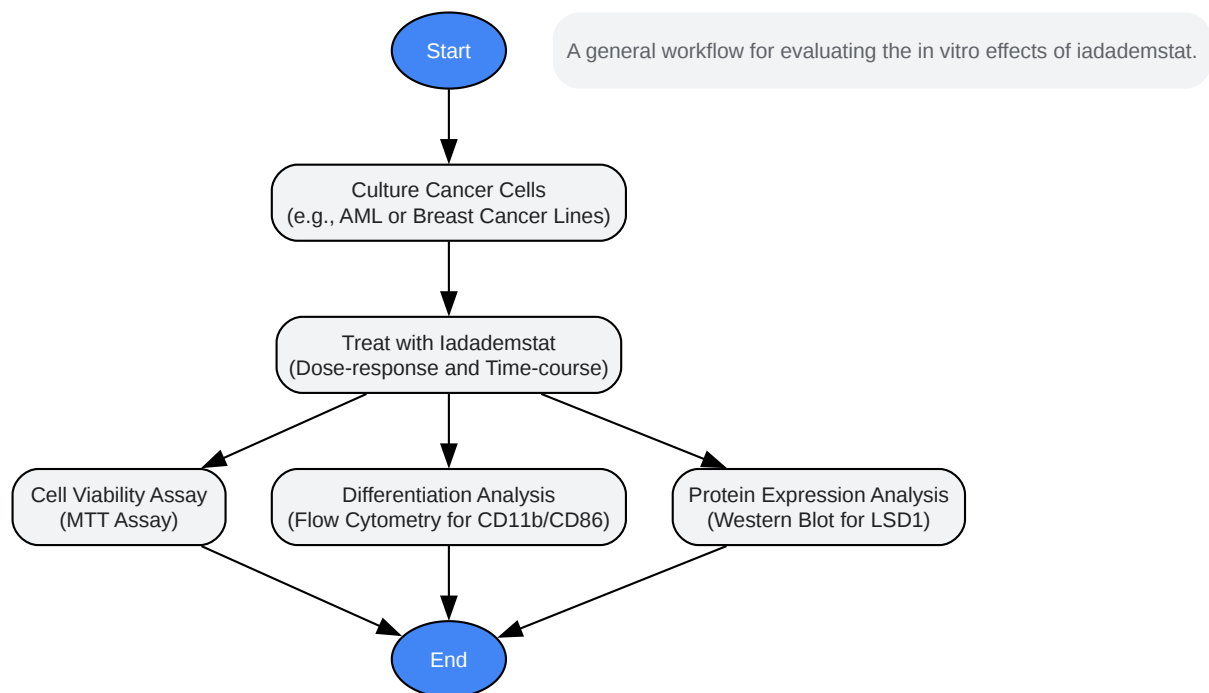 Start
A general workflow for evaluating the in vitro effects of iadademstat.
Culture Cancer Cells
(e.g., AML or Breast Cancer Lines)
Treat with Iadademstat
(Dose-response and Time-course)
Cell Viability Assay
(MTT Assay)
Differentiation Analysis
(Flow Cytometry for CD11b/CD86)
Protein Expression Analysis
(Western Blot for LSD1)
End